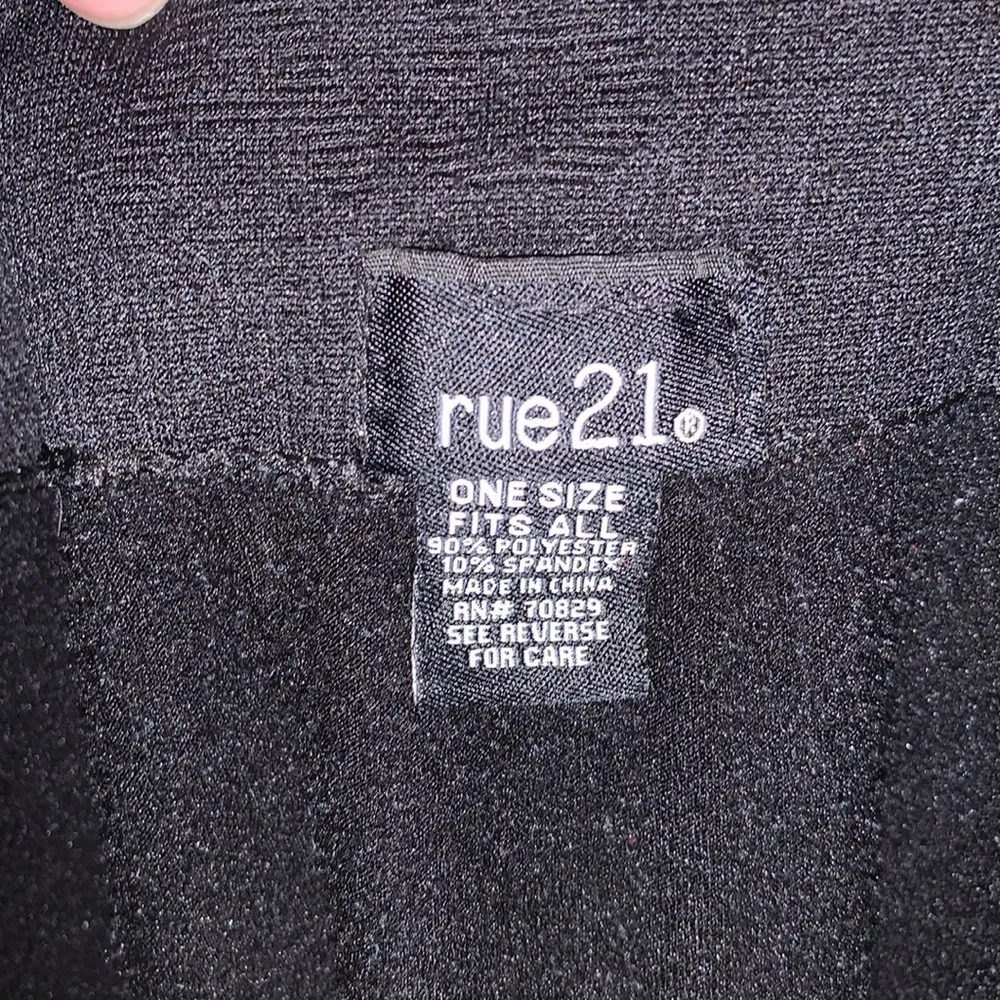 rue21®
ONE SIZE
FITS ALL
90% POLYESTER
10% SPANDEX
MADE IN CHINA
RN# 70829
SEE REVERSE
FOR CARE